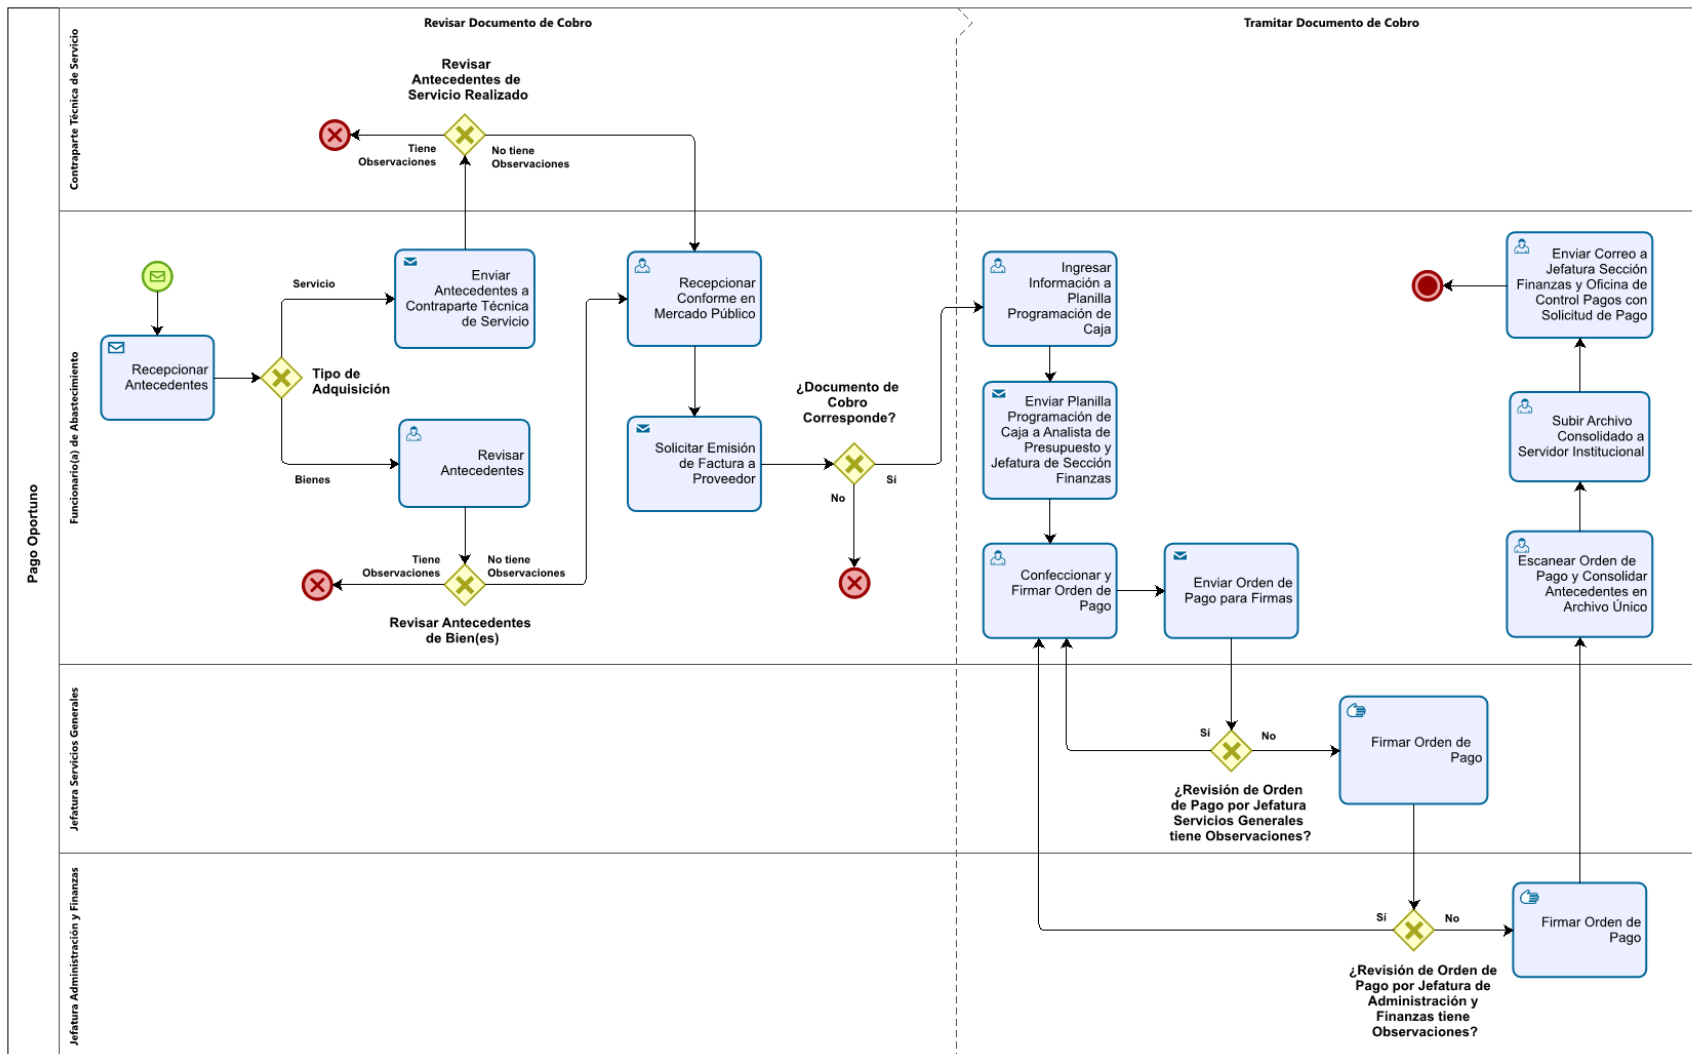 Revisar Documento de Cobro
Tramitar Documento de Cobro
Pago Oportuno
Contraparte Técnica de Servicio
Revisar
Antecedentes de
Servicio Realizado
Tiene
Observaciones
No tiene
Observaciones
Funcionario(a) de Abastecimiento
Recepcionar
Antecedentes
Servicio
Tipo de
Adquisición
Bienes
Enviar
Antecedentes a
Contraparte Técnica
de Servicio
Revisar
Antecedentes
Tiene
Observaciones
No tiene
Observaciones
Revisar Antecedentes
de Bien(es)
Recepcionar
Conforme en
Mercado Público
Solicitar Emisión
de Factura a
Proveedor
¿Documento de
Cobro
Corresponde?
Sí
No
Ingresar
Información a
Planilla
Programación de
Caja
Enviar Planilla
Programación de
Caja a Analista de
Presupuesto y
Jefatura de Sección
Finanzas
Confeccionar y
Firmar Orden de
Pago
Enviar Orden de
Pago para Firmas
Enviar Correo a
Jefatura Sección
Finanzas y Oficina de
Control Pagos con
Solicitud de Pago
Subir Archivo
Consolidado a
Servidor Institucional
Escanear Orden de
Pago y Consolidar
Antecedentes en
Archivo Único
Jefatura Servicios Generales
Sí
No
¿Revisión de Orden
de Pago por Jefatura
Servicios Generales
tiene Observaciones?
Firmar Orden de
Pago
Jefatura Administración y Finanzas
Sí
No
¿Revisión de Orden de
Pago por Jefatura de
Administración y
Finanzas tiene
Observaciones?
Firmar Orden de
Pago